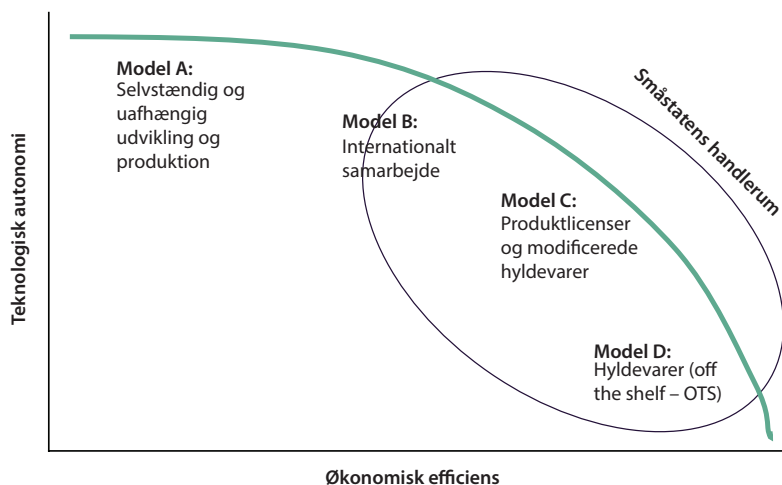 Teknologisk autonomi
Model A:
Selvstændig og
uafhængig
udvikling og
produktion
Model B:
Internationalt
samarbejde
Model C:
Produktlicenser
og modificerede
hyldevarer
Model D:
Hyldevarer (off
the shelf – OTS)
Småstatens handlerum
Økonomisk efficiens